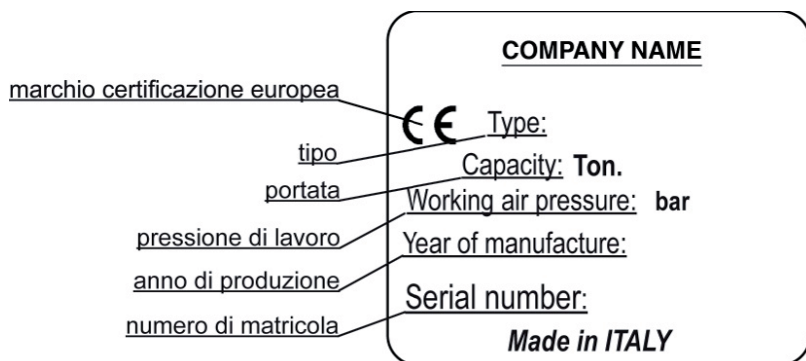 COMPANY NAME
marchio certificazione europea
CE Type:
tipo
Capacity: Ton.
portata
Working air pressure: bar
pressione di lavoro
Year of manufacture:
anno di produzione
Serial number:
numero di matricola
Made in ITALY